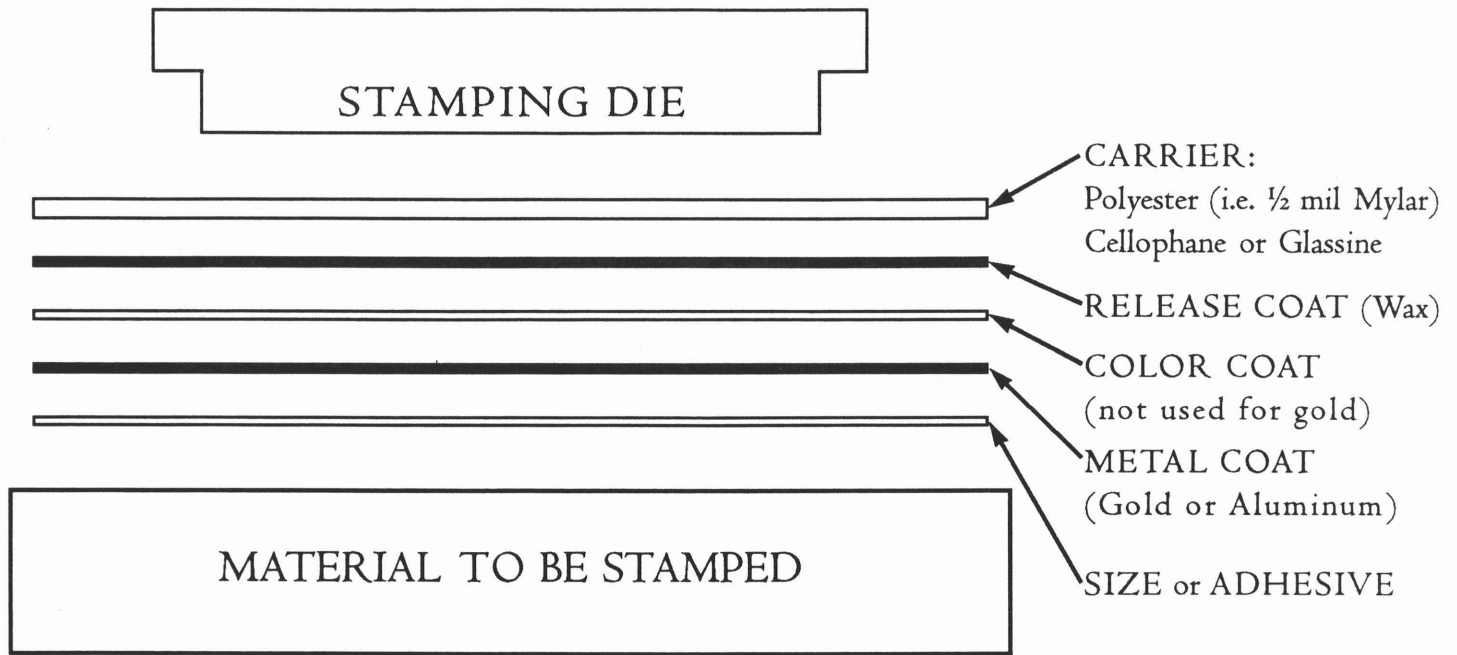 STAMPING DIE
CARRIER:
Polyester (i.e. ½ mil Mylar)
Cellophane or Glassine
RELEASE COAT (Wax)
COLOR COAT
(not used for gold)
METAL COAT
(Gold or Aluminum)
SIZE or ADHESIVE
MATERIAL TO BE STAMPED